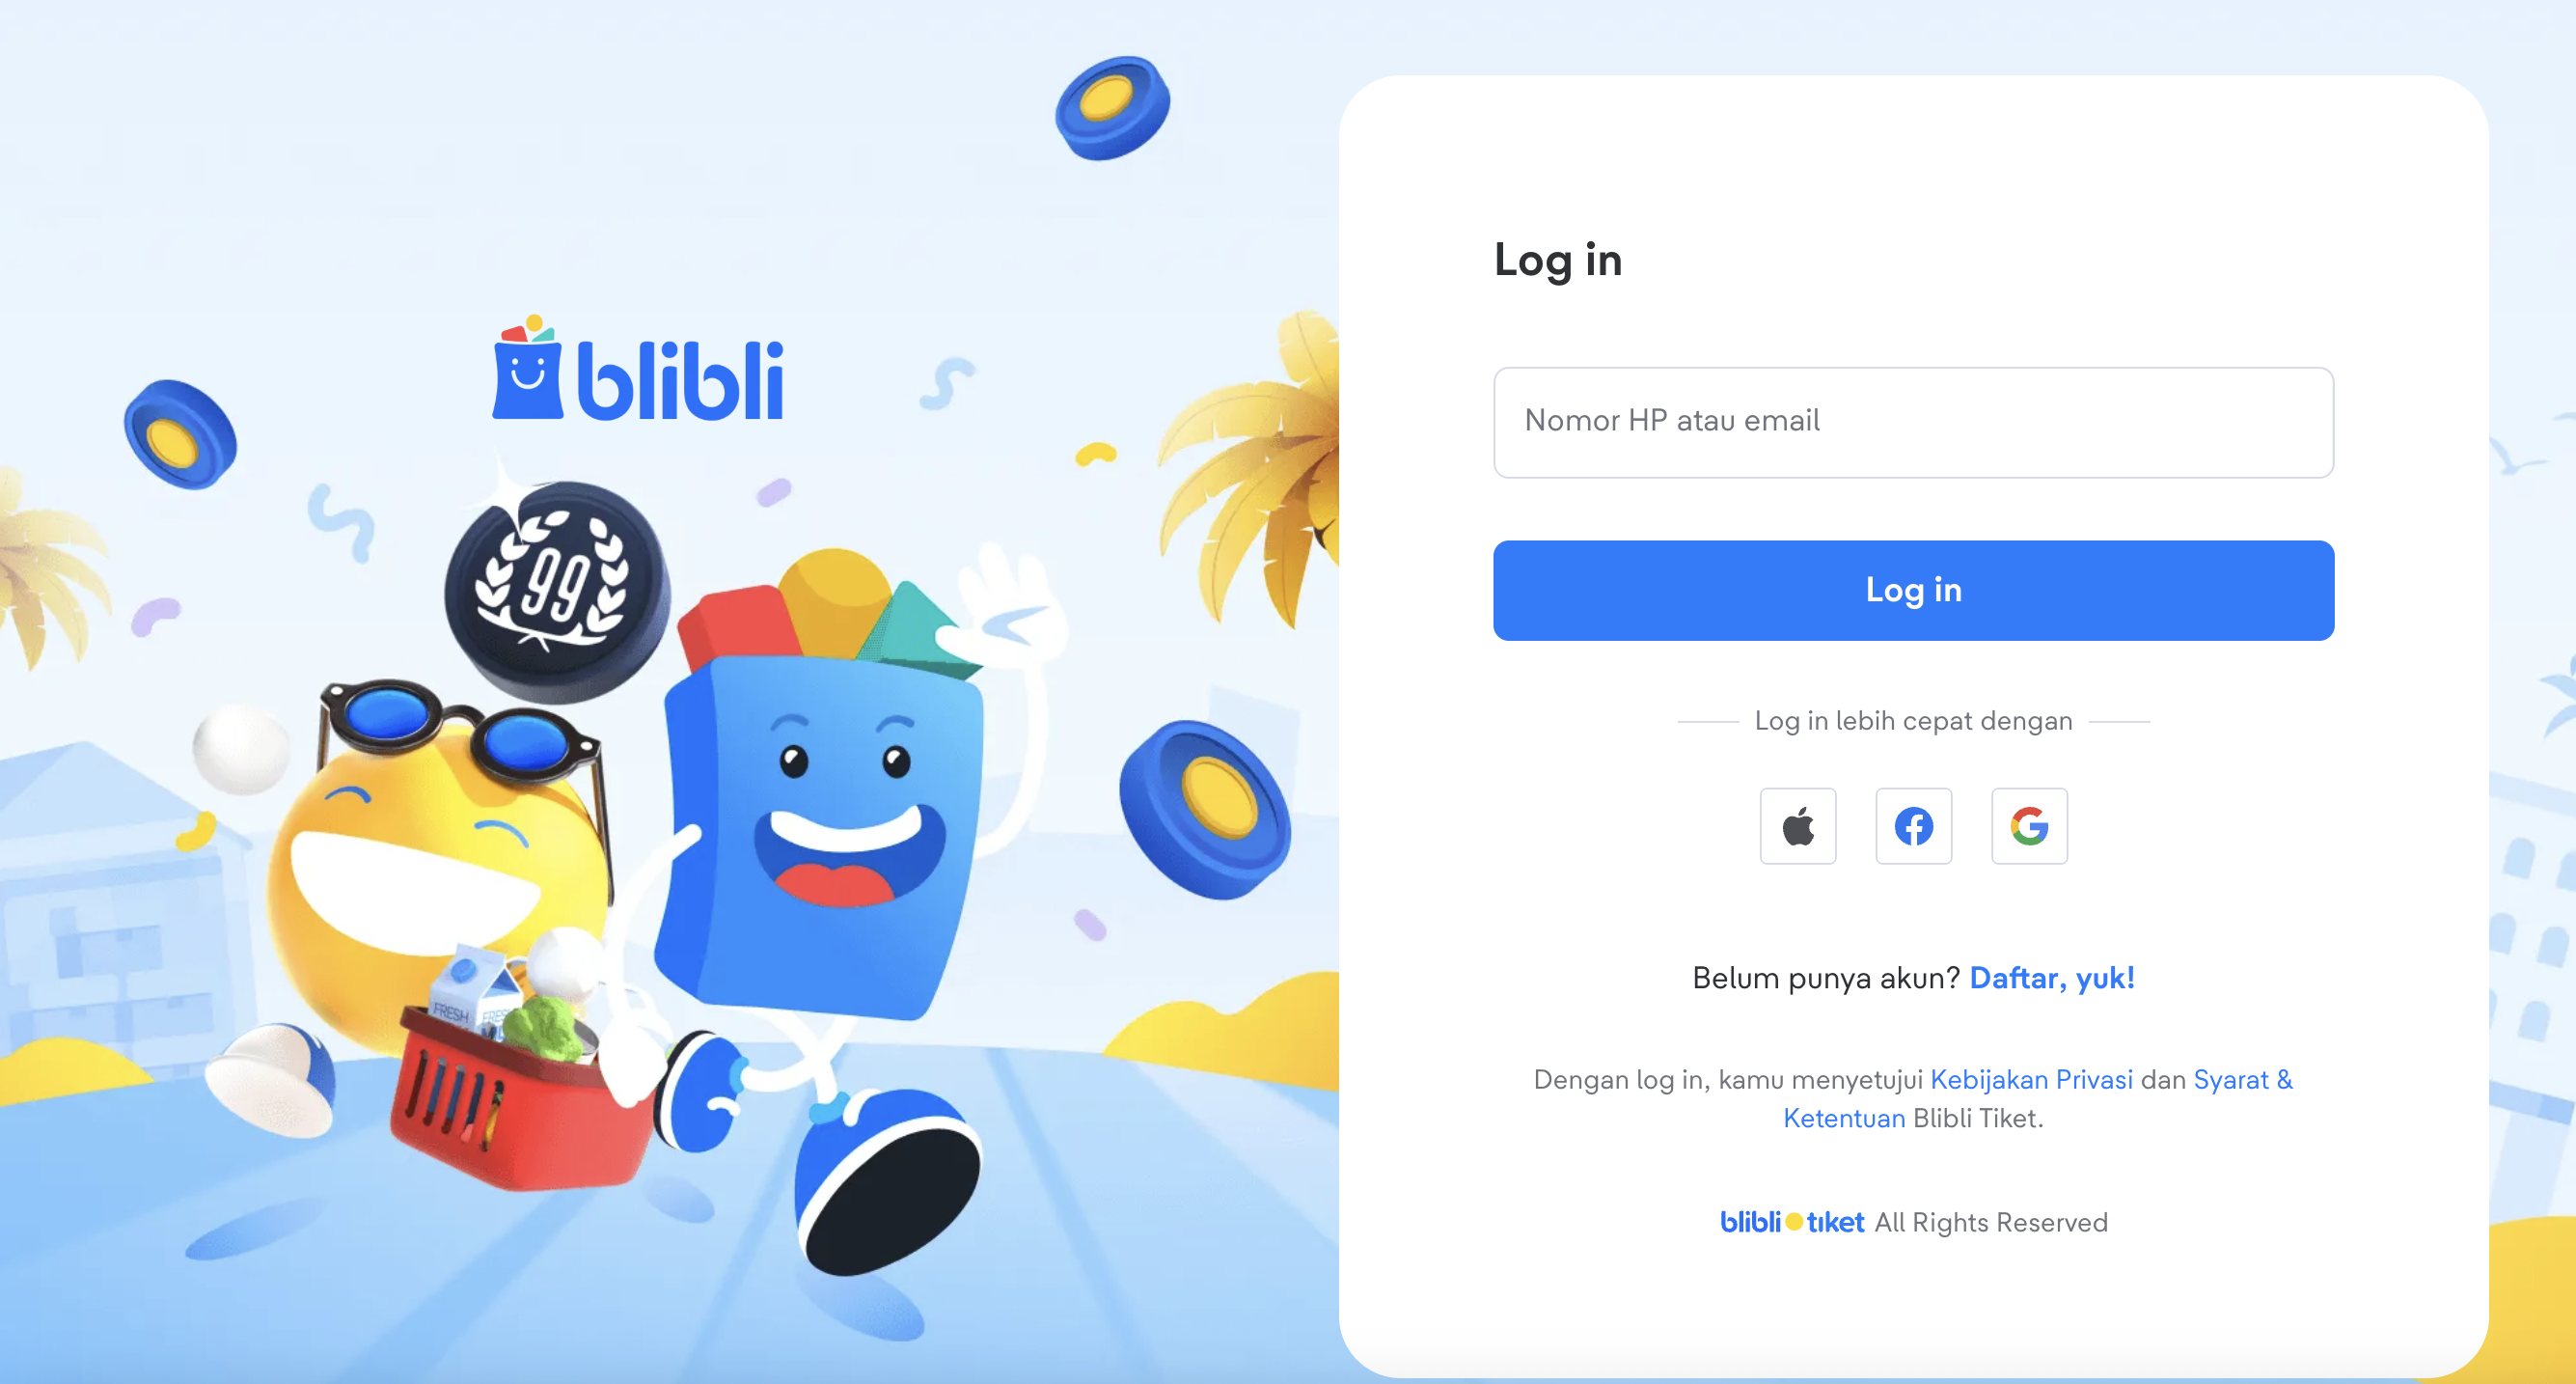 blibli
99
FRESH
FRESH
Log in
Nomor HP atau email
Log in
Log in lebih cepat dengan
Belum punya akun? Daftar, yuk!
Dengan log in, kamu menyetujui Kebijakan Privasi dan Syarat &
Ketentuan Blibli Tiket.
blibli tiket All Rights Reserved